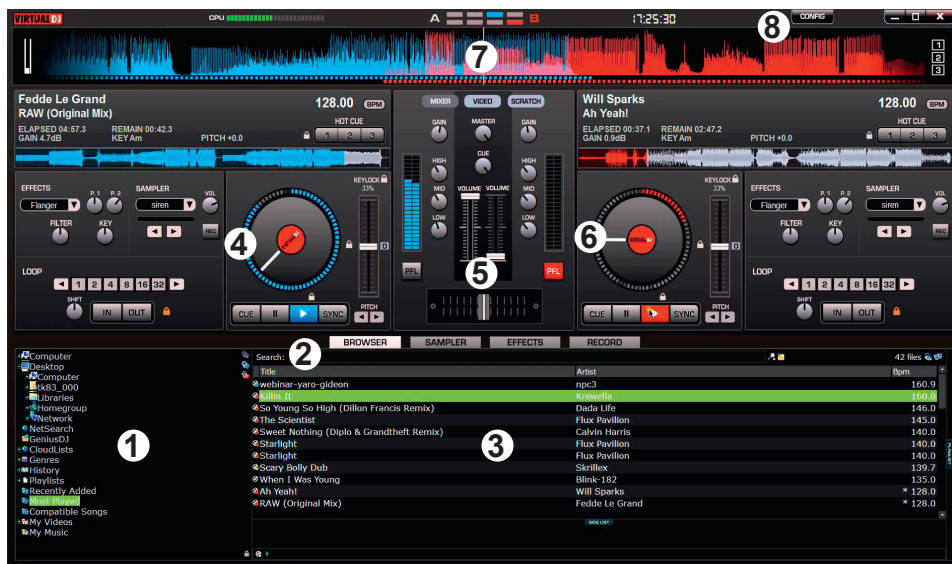 VIRTUAL DJ CPU A B 17:25:30 8 CONFIG
7
1
2
3
Fedde Le Grand
RAW (Original Mix)
128.00 BPM
HOT CUE
ELAPSED 04:57.3 REMAIN 00:42.3
GAIN 4.7dB KEY Am PITCH +0.0
1 2 3
MIXER VIDEO SCRATCH
GAIN MASTER GAIN
CUE
HIGH HIGH
MID VOLUME VOLUME MID
LOW LOW
PFL 5 PFL
Will Sparks
Ah Yeah!
128.00 BPM
HOT CUE
ELAPSED 00:37.1 REMAIN 02:47.2
GAIN 0.9dB KEY Am PITCH +0.0
1 2 3
EFFECTS P. 1 P. 2 SAMPLER VOL
Flanger siren
FILTER KEY REC
LOOP
1 2 4 8 16 32
SHIFT IN OUT
KEYLOCK
33%
4
0
CUE II SYNC PITCH
KEYLOCK
33%
6
0
CUE II SYNC PITCH
EFFECTS P. 1 P. 2 SAMPLER VOL
Flanger siren
FILTER KEY REC
LOOP
1 2 4 8 16 32
SHIFT IN OUT
BROWSER SAMPLER EFFECTS RECORD
Computer
Desktop
Computer
tk83_000
Libraries
Homegroup
Network
NetSearch
GeniusDJ
CloudLists
Genres
History
Playlists
Recently Added
Most Played
Compatible Songs
My Videos
My Music
1
Search: 2 42 files
Title Artist Bpm
webinar-yaro-gideon npc3 160.9
Killin It Krewella 160.0
So Young So High (Dillon Francis Remix) Dada Life 146.0
The Scientist Flux Pavilion 145.0
Sweet Nothing (Diplo & Grandtheft Remix) Calvin Harris 140.0
Starlight Flux Pavilion 140.0
Starlight Flux Pavilion 140.0
Scary Bolly Dub Skrillex 139.7
When I Was Young Blink-182 135.0
Ah Yeah! Will Sparks * 128.0
RAW (Original Mix) Fedde Le Grand * 128.0
3
SIDE LIST